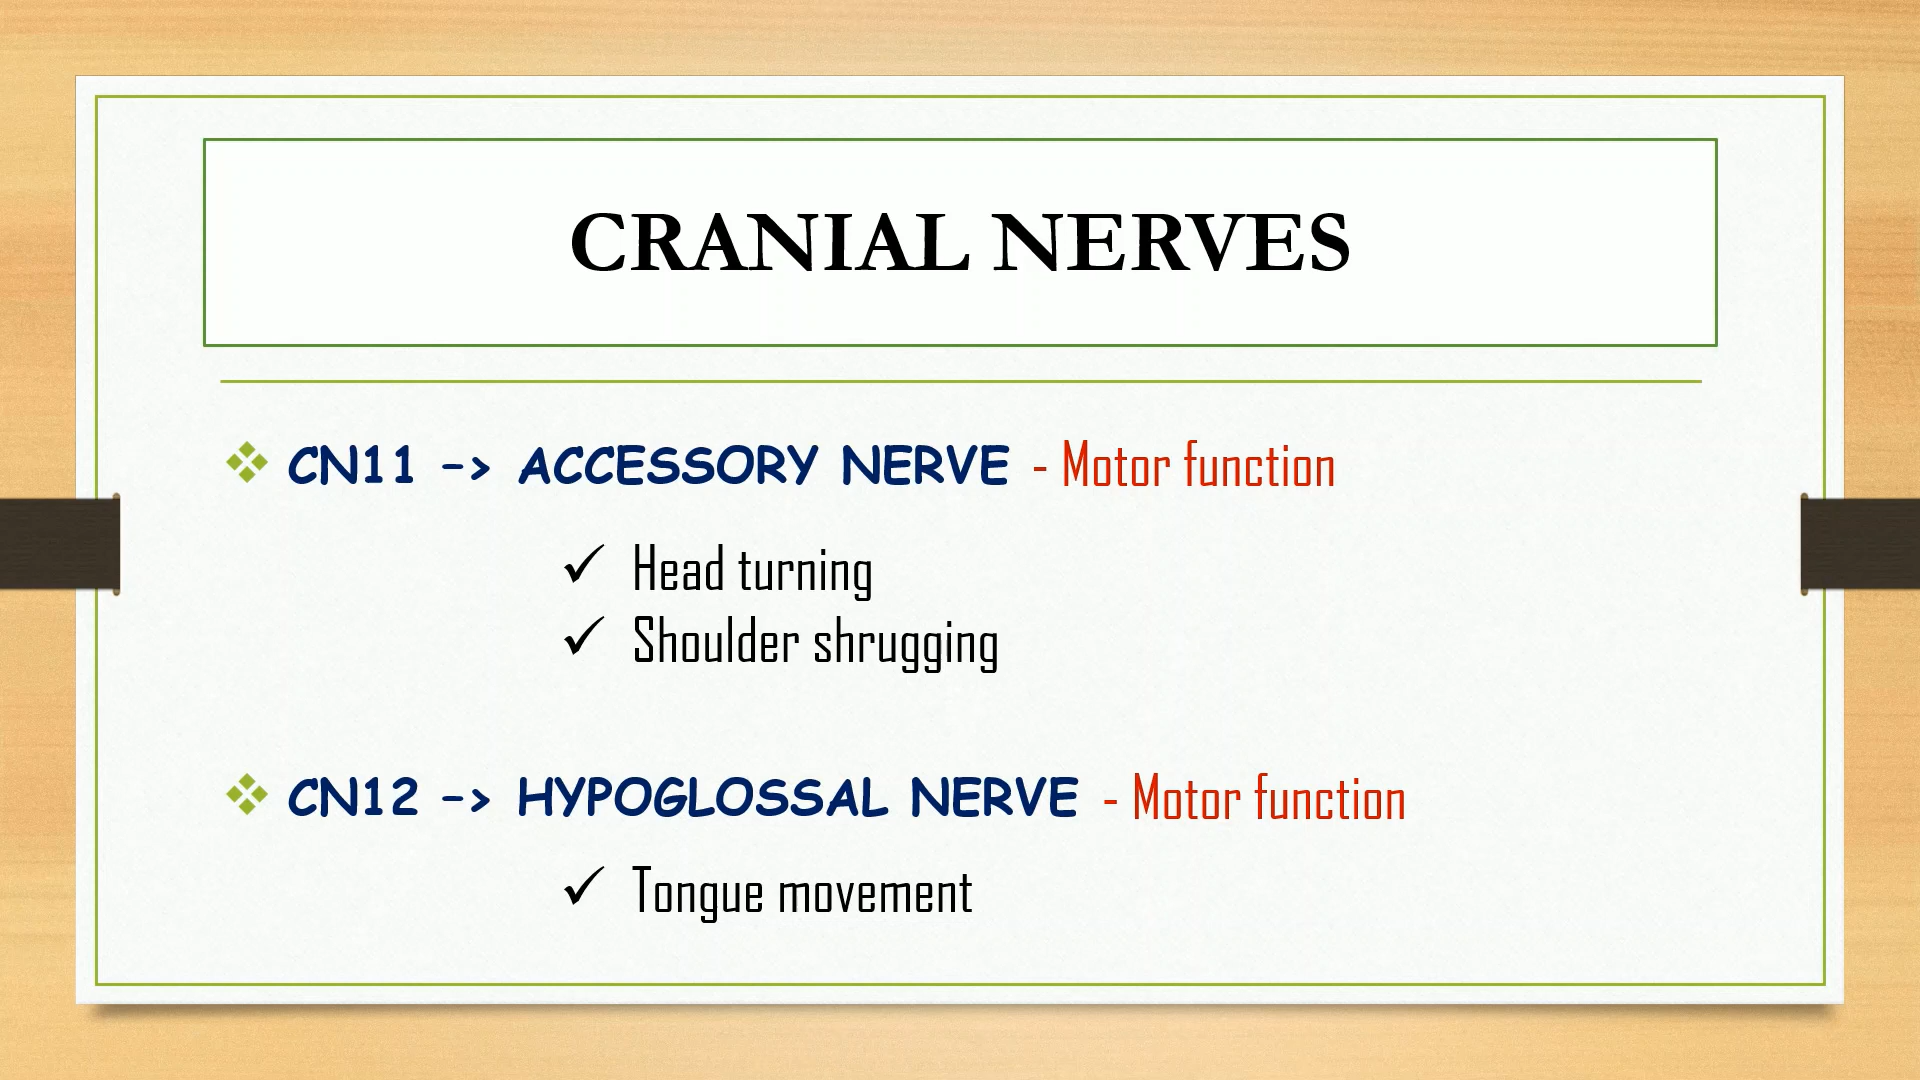 CRANIAL NERVES
❖ CN11 –> ACCESSORY NERVE - Motor function
✓ Head turning
✓ Shoulder shrugging
❖ CN12 –> HYPOGLOSSAL NERVE - Motor function
✓ Tongue movement